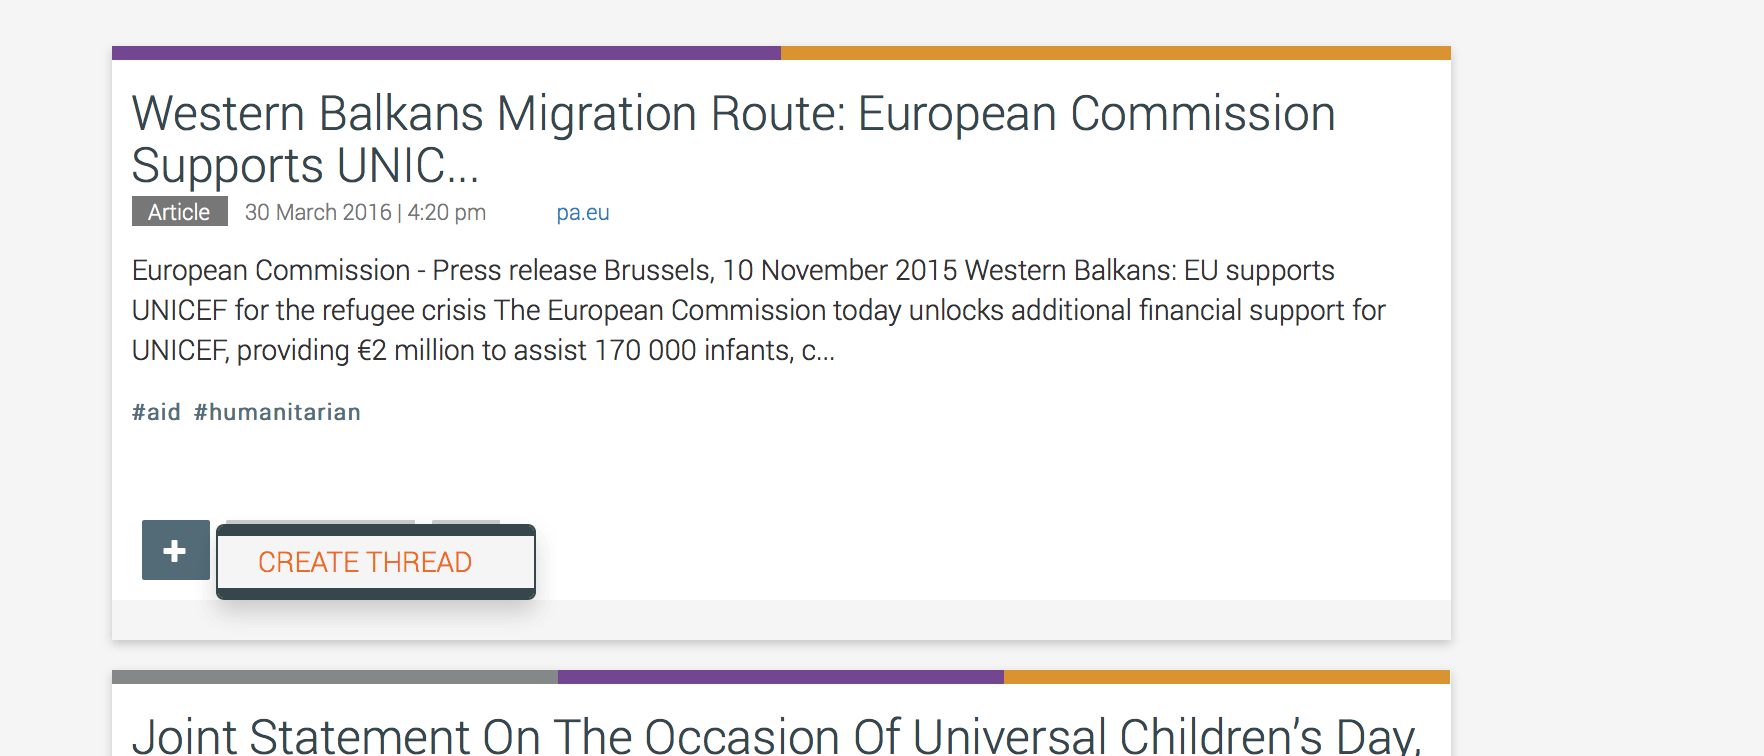 Western Balkans Migration Route: European Commission
Supports UNIC...
Article 30 March 2016 | 4:20 pm pa.eu
European Commission - Press release Brussels, 10 November 2015 Western Balkans: EU supports
UNICEF for the refugee crisis The European Commission today unlocks additional financial support for
UNICEF, providing €2 million to assist 170 000 infants, c...
#aid #humanitarian
+
CREATE THREAD
Joint Statement On The Occasion Of Universal Children’s Day,